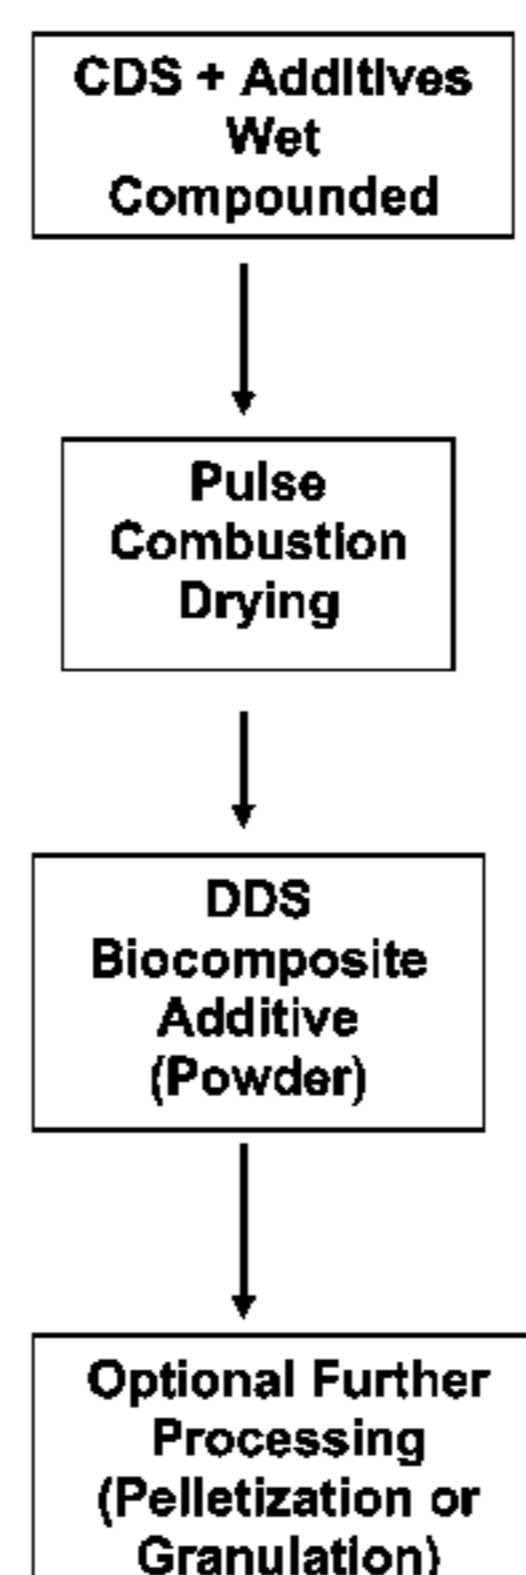 CDS + Additives
Wet
Compounded
Pulse
Combustion
Drying
DDS
Biocomposite
Additive
(Powder)
Optional Further
Processing
(Pelletization or
Granulation)